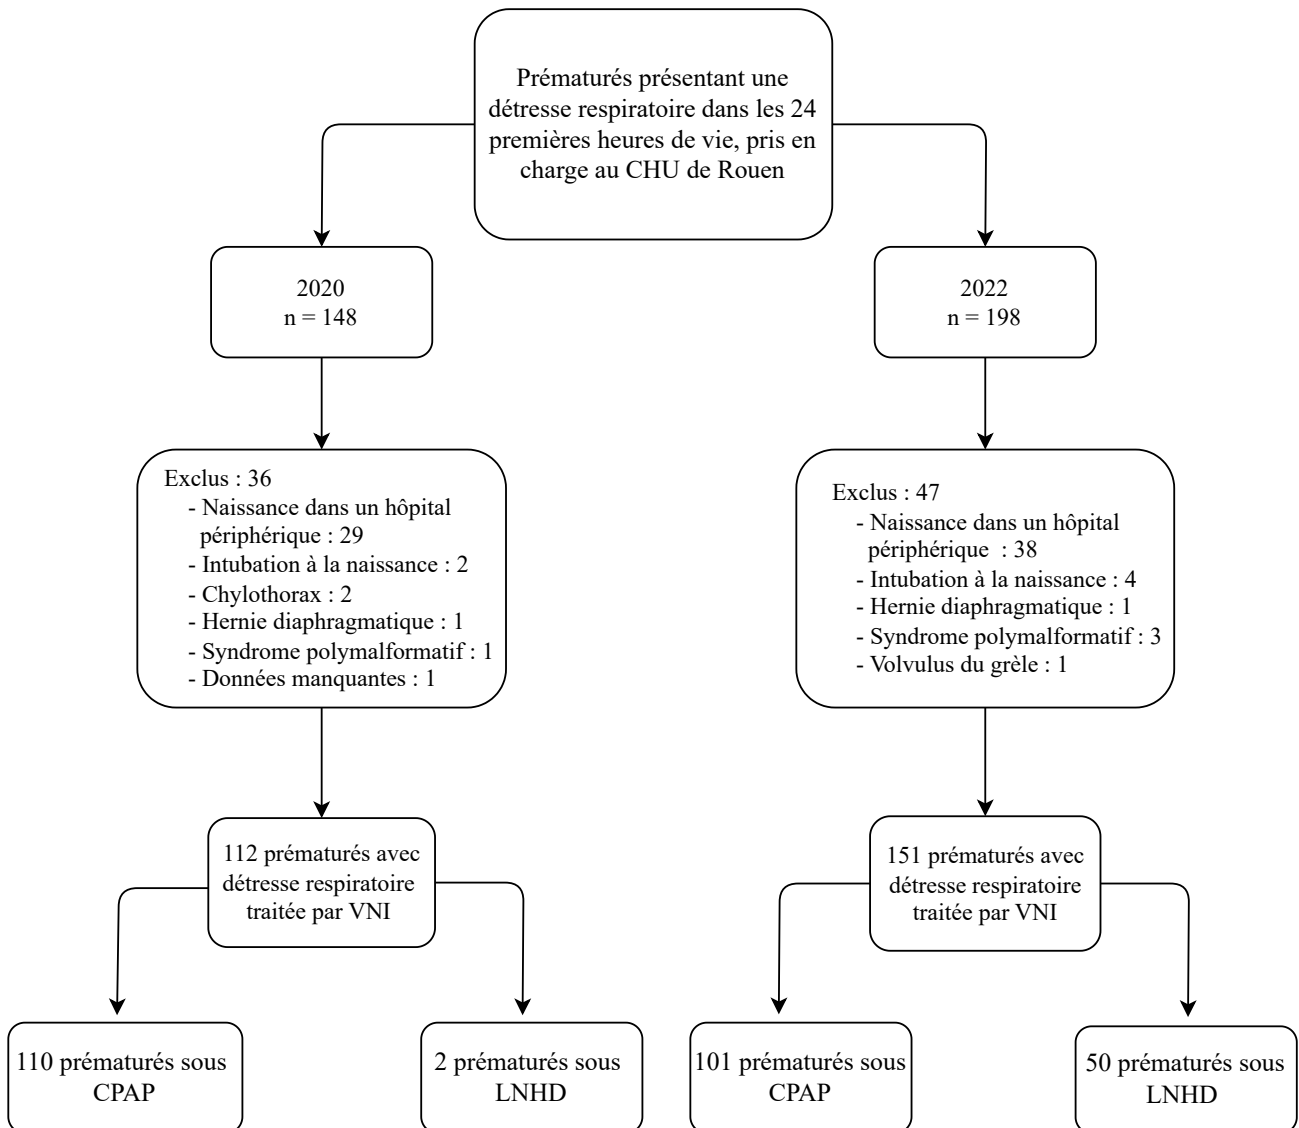 Prématurés présentant une
détresse respiratoire dans les 24
premières heures de vie, pris en
charge au CHU de Rouen
2020
n = 148
2022
n = 198
Exclus : 36
- Naissance dans un hôpital
périphérique : 29
- Intubation à la naissance : 2
- Chylothorax : 2
- Hernie diaphragmatique : 1
- Syndrome polymalformatif : 1
- Données manquantes : 1
Exclus : 47
- Naissance dans un hôpital
périphérique : 38
- Intubation à la naissance : 4
- Hernie diaphragmatique : 1
- Syndrome polymalformatif : 3
- Volvulus du grèle : 1
112 prématurés avec
détresse respiratoire
traitée par VNI
151 prématurés avec
détresse respiratoire
traitée par VNI
110 prématurés sous
CPAP
2 prématurés sous
LNHD
101 prématurés sous
CPAP
50 prématurés sous
LNHD